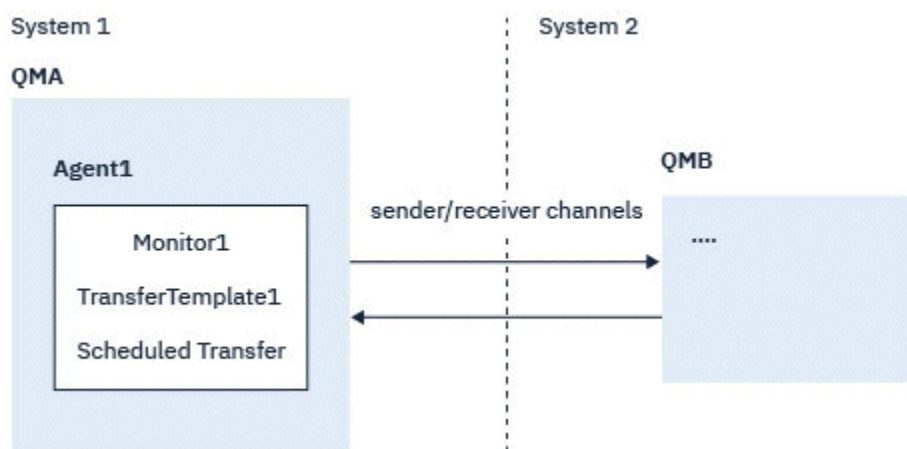 System 1
System 2
QMA
Agent1
QMB
sender/receiver channels
Monitor1
....
TransferTemplate1
Scheduled Transfer